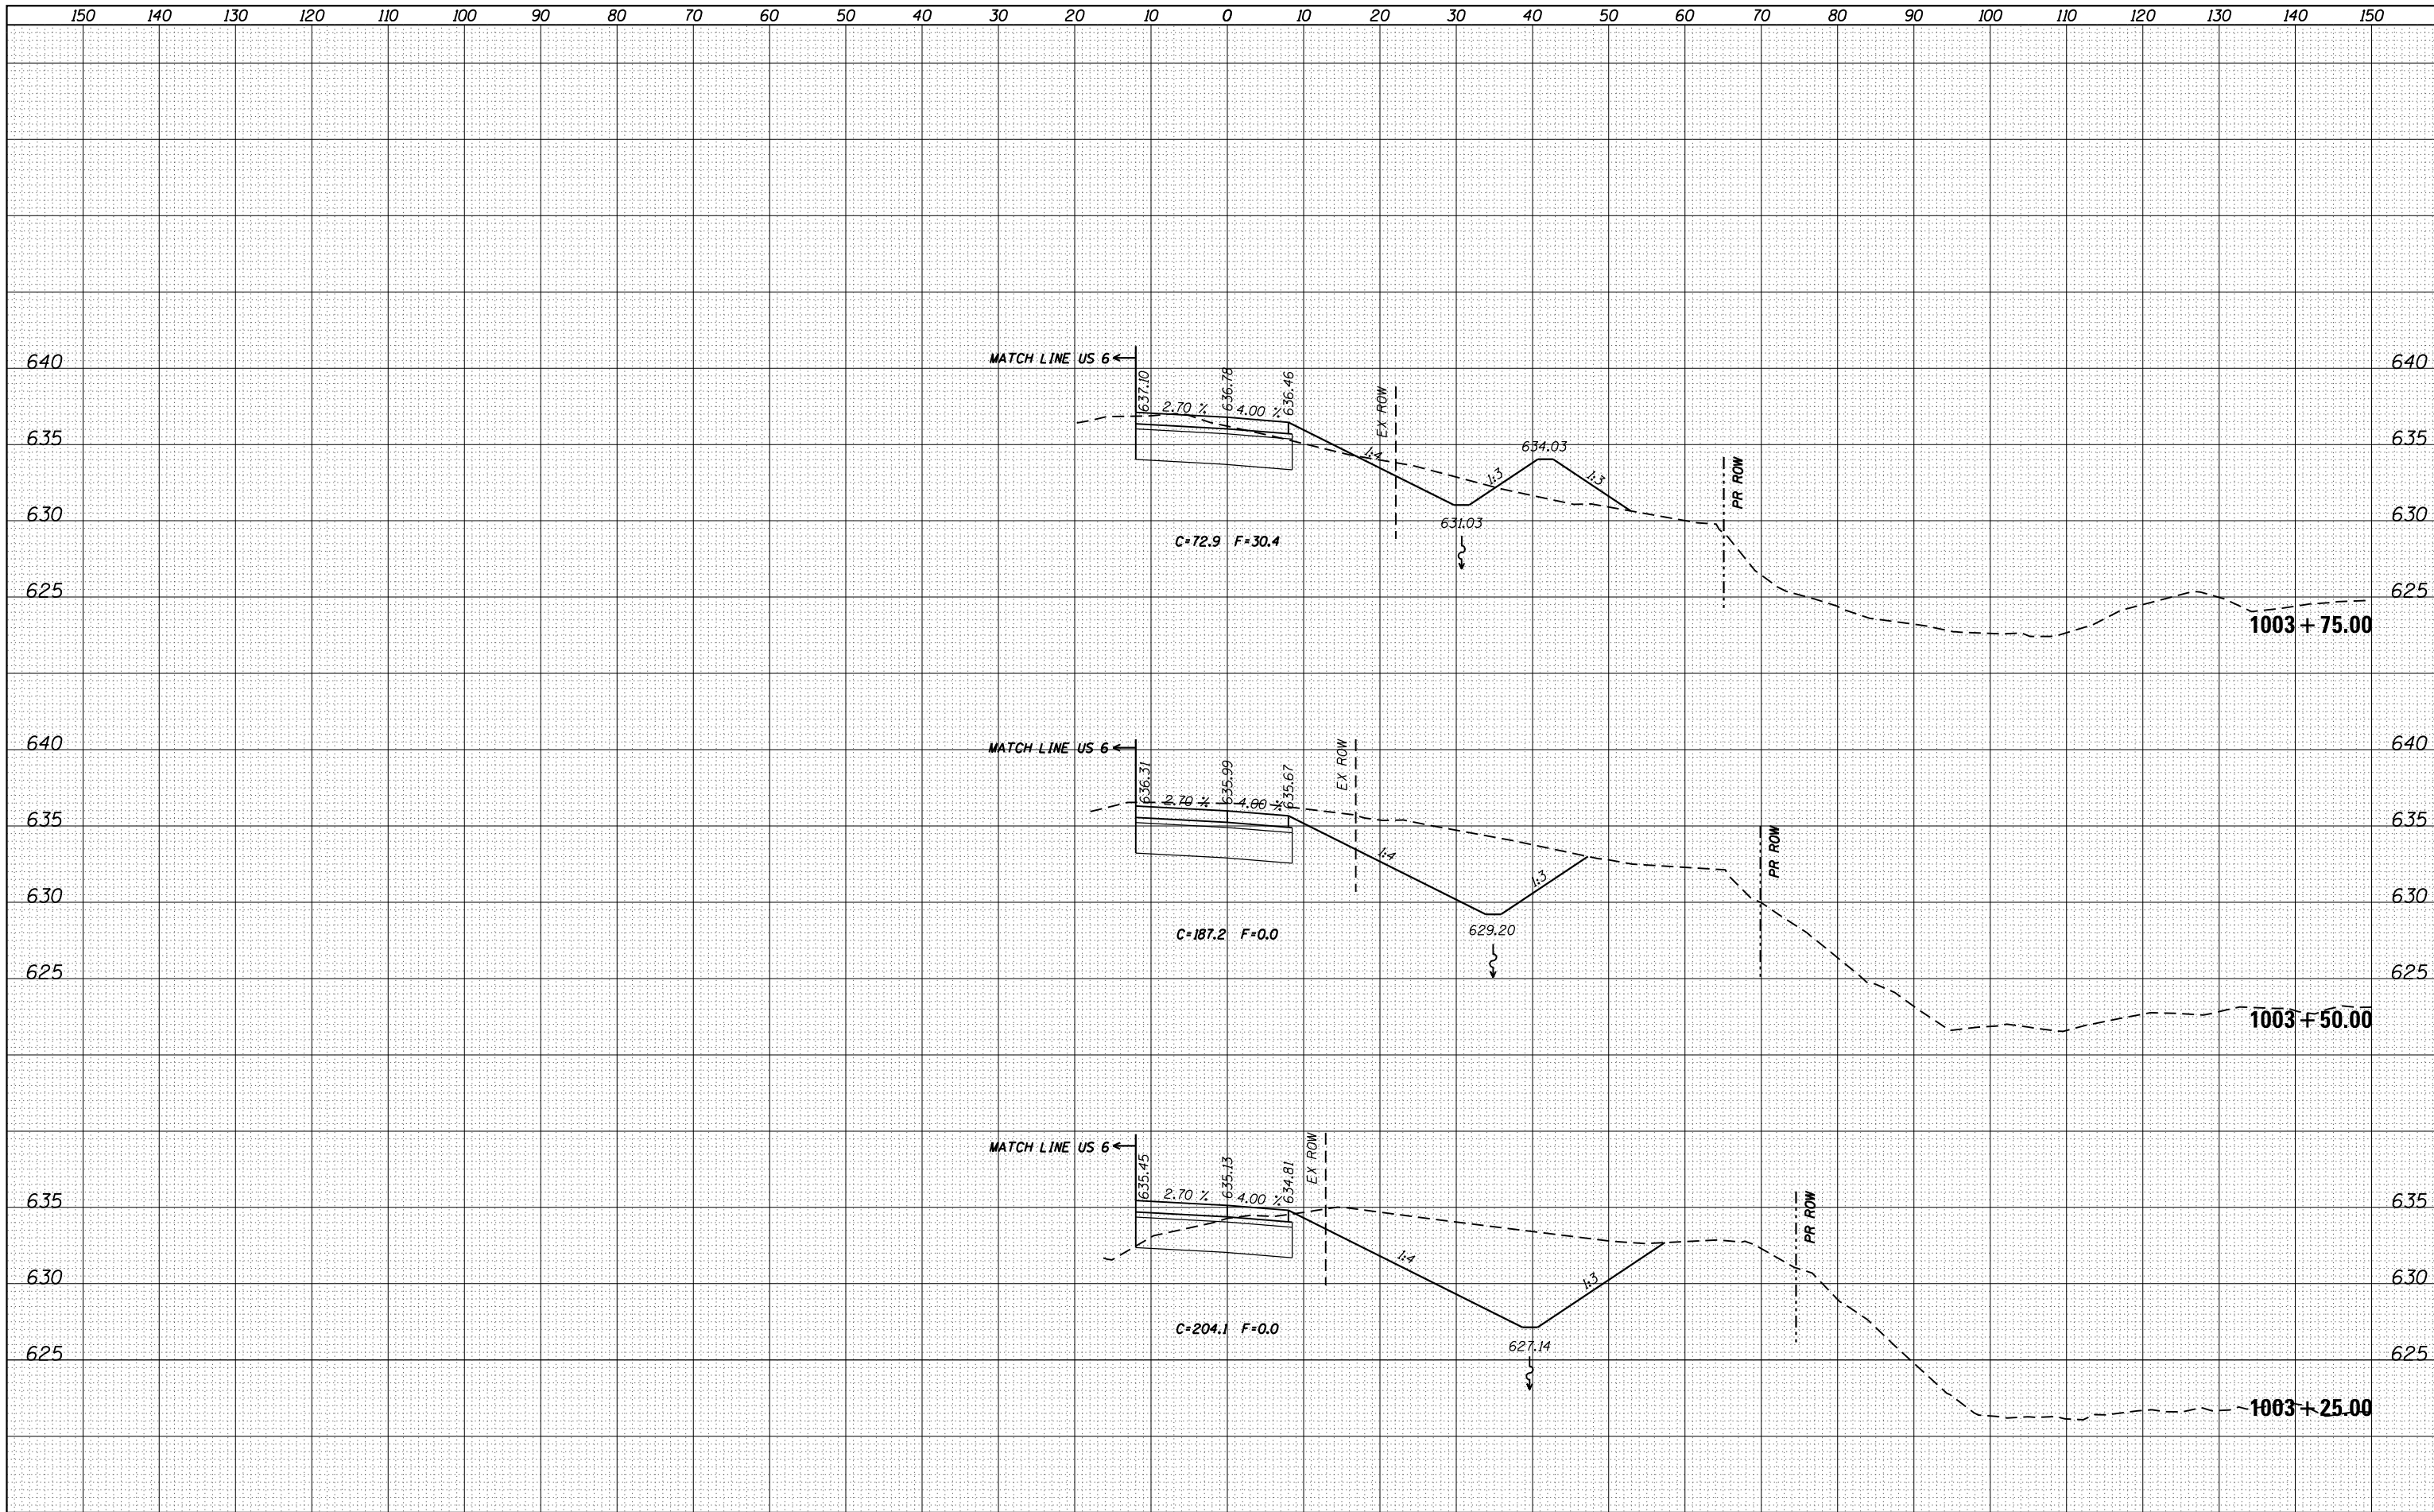 150 140 130 120 110 100 90 80 70 60 50 40 30 20 10 0 10 20 30 40 50 60 70 80 90 100 110 120 130 140 150
640 640
MATCH LINE US 6
637.10 636.78 636.46
2.70 % 4.00 %
EX ROW
635 635
1:4 1:3 634.03 1:3
PR ROW
630 630
631.03
C=72.9 F=30.4
625 625
1003+75.00
640 640
MATCH LINE US 6
636.31 635.99 635.67
2.70 % 4.00 %
EX ROW
635 635
1:4 1:3
PR ROW
630 630
629.20
C=187.2 F=0.0
625 625
1003+50.00
MATCH LINE US 6
635.45 635.13 634.81
2.70 % 4.00 %
EX ROW
635 635
PR ROW
1:4 1:3
630 630
C=204.1 F=0.0
627.14
625 625
1003+25.00